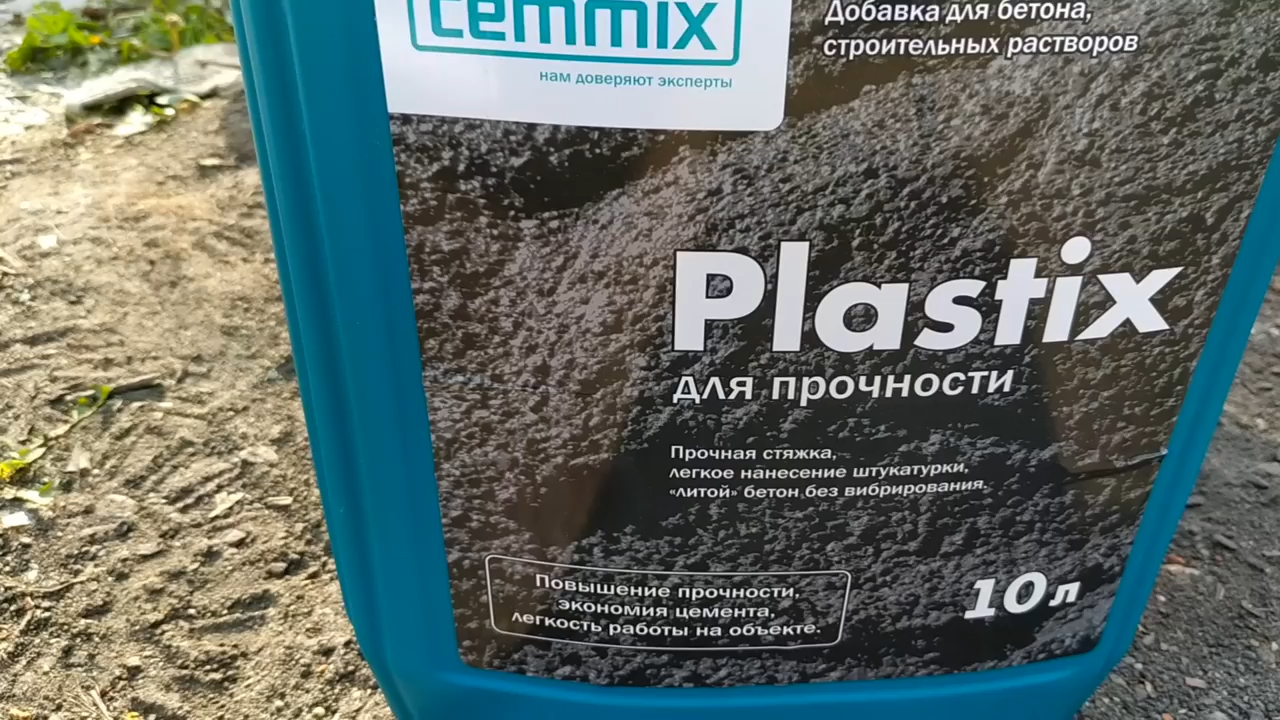 cemmix
нам доверяют эксперты
Добавка для бетона,
строительных растворов
Plastix
для прочности
Прочная стяжка,
легкое нанесение штукатурки,
«литой» бетон без вибрирования.
Повышение прочности,
экономия цемента,
легкость работы на объекте.
10 л